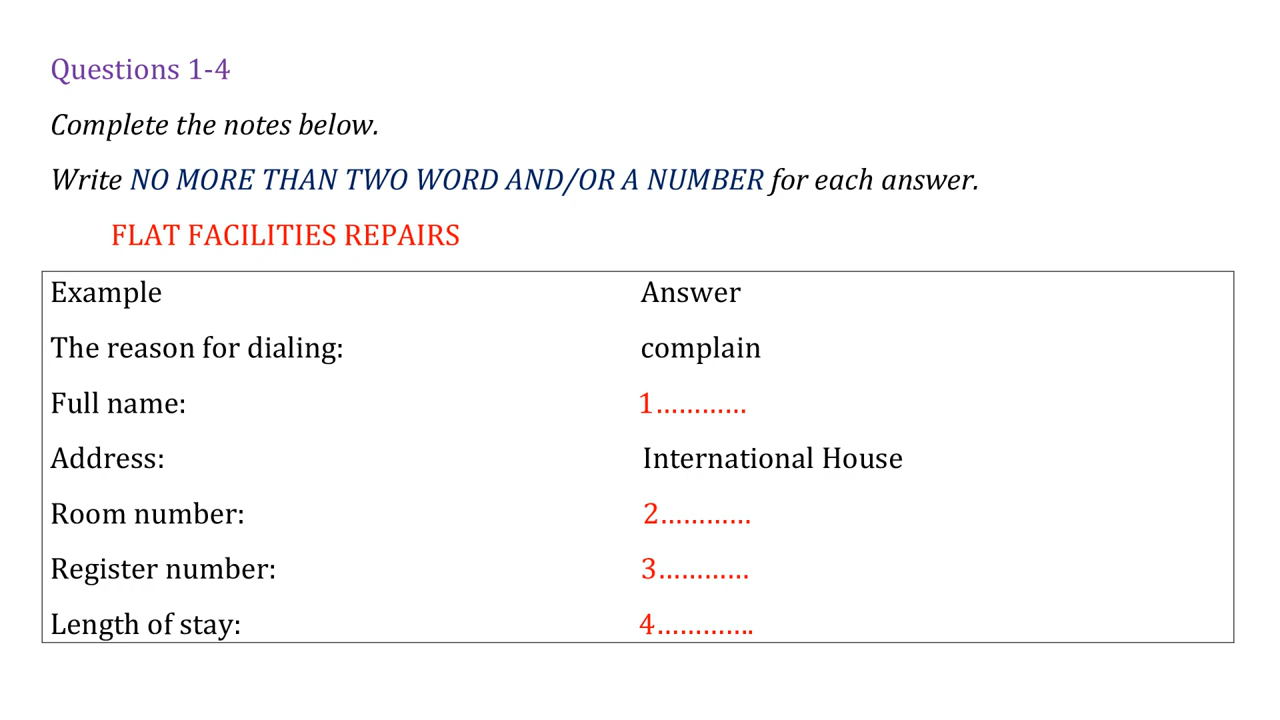 Questions 1-4
Complete the notes below.
Write NO MORE THAN TWO WORD AND/OR A NUMBER for each answer.
FLAT FACILITIES REPAIRS
Example Answer
The reason for dialing: complain
Full name: 1…………
Address: International House
Room number: 2…………
Register number: 3…………
Length of stay: 4………….